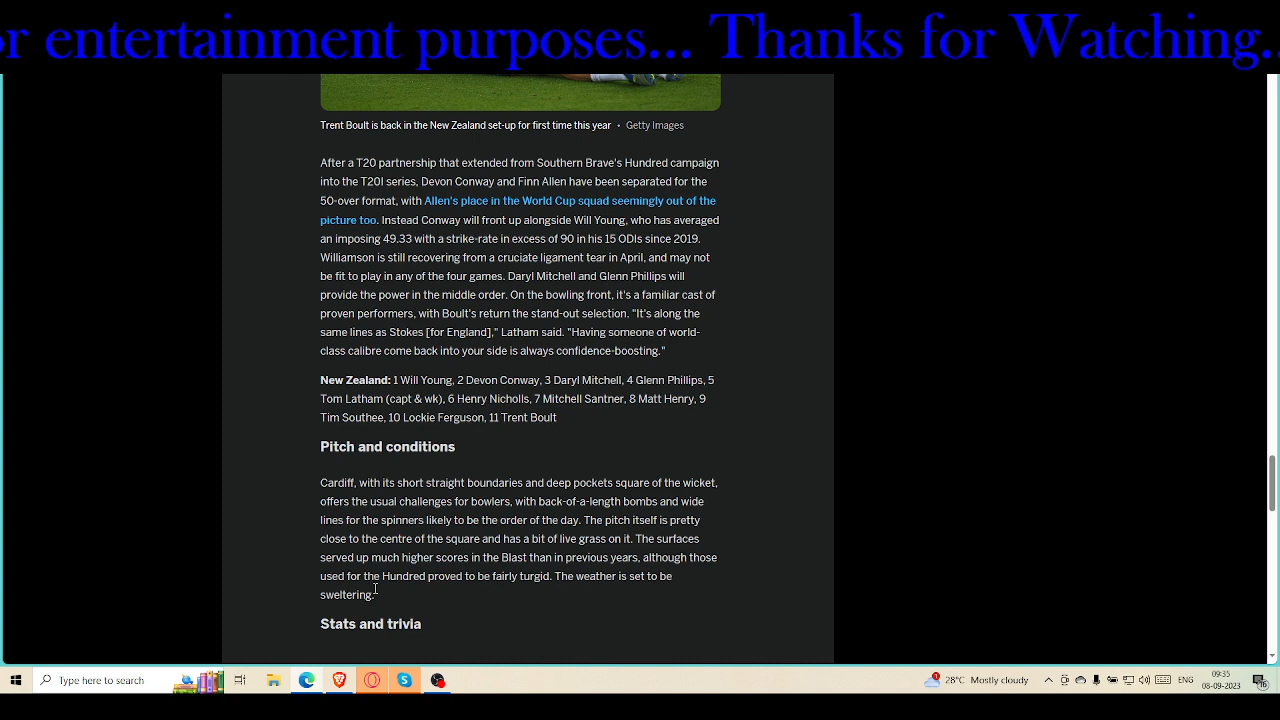 r entertainment purposes... Thanks for Watching..
Trent Boult is back in the New Zealand set-up for first time this year • Getty Images
After a T20 partnership that extended from Southern Brave's Hundred campaign
into the T20I series, Devon Conway and Finn Allen have been separated for the
50-over format, with Allen's place in the World Cup squad seemingly out of the
picture too. Instead Conway will front up alongside Will Young, who has averaged
an imposing 49.33 with a strike-rate in excess of 90 in his 15 ODIs since 2019.
Williamson is still recovering from a cruciate ligament tear in April, and may not
be fit to play in any of the four games. Daryl Mitchell and Glenn Phillips will
provide the power in the middle order. On the bowling front, it's a familiar cast of
proven performers, with Boult's return the stand-out selection. "It's along the
same lines as Stokes [for England]," Latham said. "Having someone of world-
class calibre come back into your side is always confidence-boosting."
New Zealand: 1 Will Young, 2 Devon Conway, 3 Daryl Mitchell, 4 Glenn Phillips, 5
Tom Latham (capt & wk), 6 Henry Nicholls, 7 Mitchell Santner, 8 Matt Henry, 9
Tim Southee, 10 Lockie Ferguson, 11 Trent Boult
Pitch and conditions
Cardiff, with its short straight boundaries and deep pockets square of the wicket,
offers the usual challenges for bowlers, with back-of-a-length bombs and wide
lines for the spinners likely to be the order of the day. The pitch itself is pretty
close to the centre of the square and has a bit of live grass on it. The surfaces
served up much higher scores in the Blast than in previous years, although those
used for the Hundred proved to be fairly turgid. The weather is set to be
sweltering.
Stats and trivia
Type here to search
28°C Mostly cloudy
ENG
09:35
08-09-2023
16